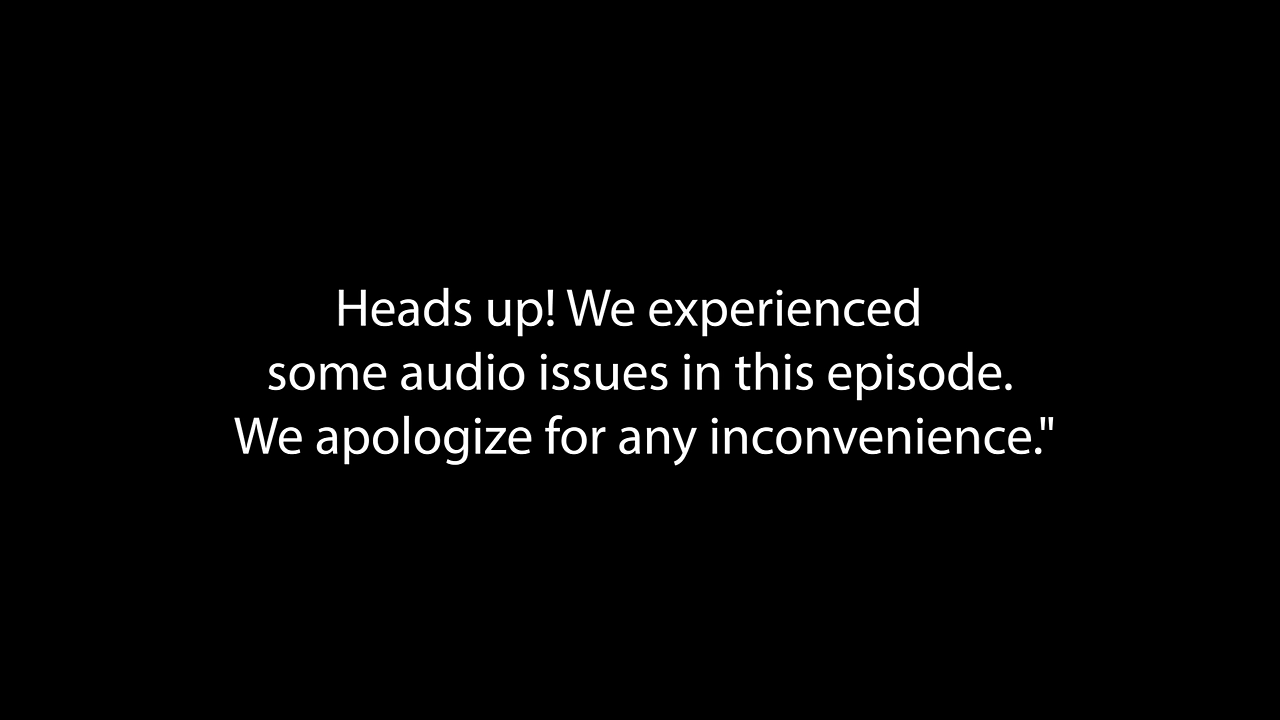 Heads up! We experienced
some audio issues in this episode.
We apologize for any inconvenience."